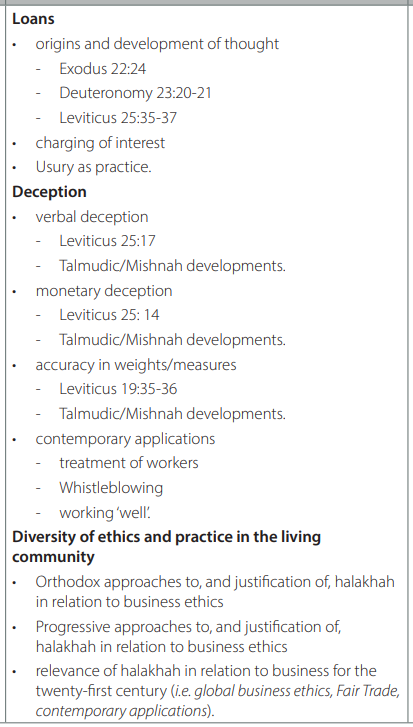 Loans
• origins and development of thought
- Exodus 22:24
- Deuteronomy 23:20-21
- Leviticus 25:35-37
• charging of interest
• Usury as practice.
Deception
• verbal deception
- Leviticus 25:17
- Talmudic/Mishnah developments.
• monetary deception
- Leviticus 25: 14
- Talmudic/Mishnah developments.
• accuracy in weights/measures
- Leviticus 19:35-36
- Talmudic/Mishnah developments.
• contemporary applications
- treatment of workers
- Whistleblowing
- working ‘well’.
Diversity of ethics and practice in the living
community
• Orthodox approaches to, and justification of, halakhah
in relation to business ethics
• Progressive approaches to, and justification of,
halakhah in relation to business ethics
• relevance of halakhah in relation to business for the
twenty-first century (i.e. global business ethics, Fair Trade,
contemporary applications).